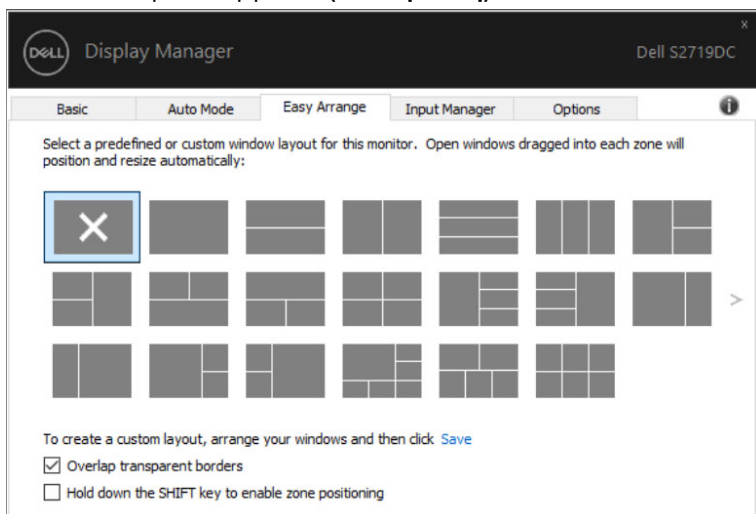 DELL Display Manager
Dell S2719DC
Basic Auto Mode Easy Arrange Input Manager Options
Select a predefined or custom window layout for this monitor. Open windows dragged into each zone will
position and resize automatically:
To create a custom layout, arrange your windows and then click Save
Overlap transparent borders
Hold down the SHIFT key to enable zone positioning